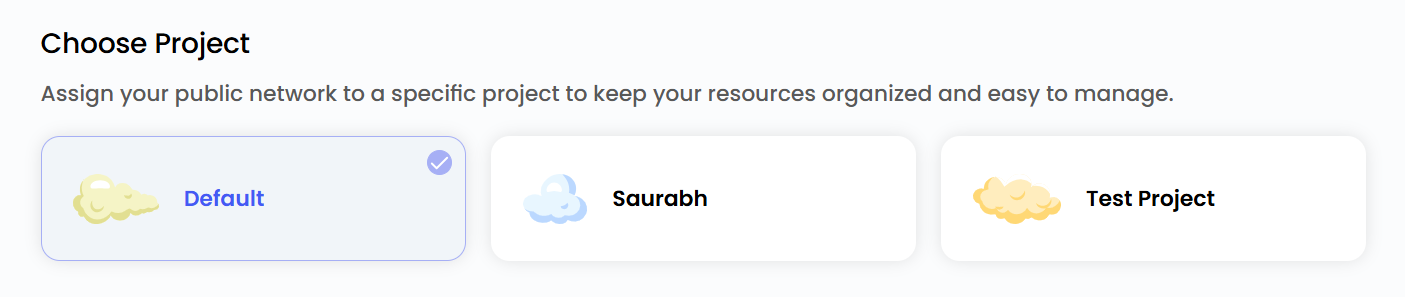 Choose Project
Assign your public network to a specific project to keep your resources organized and easy to manage.
Default
Saurabh
Test Project